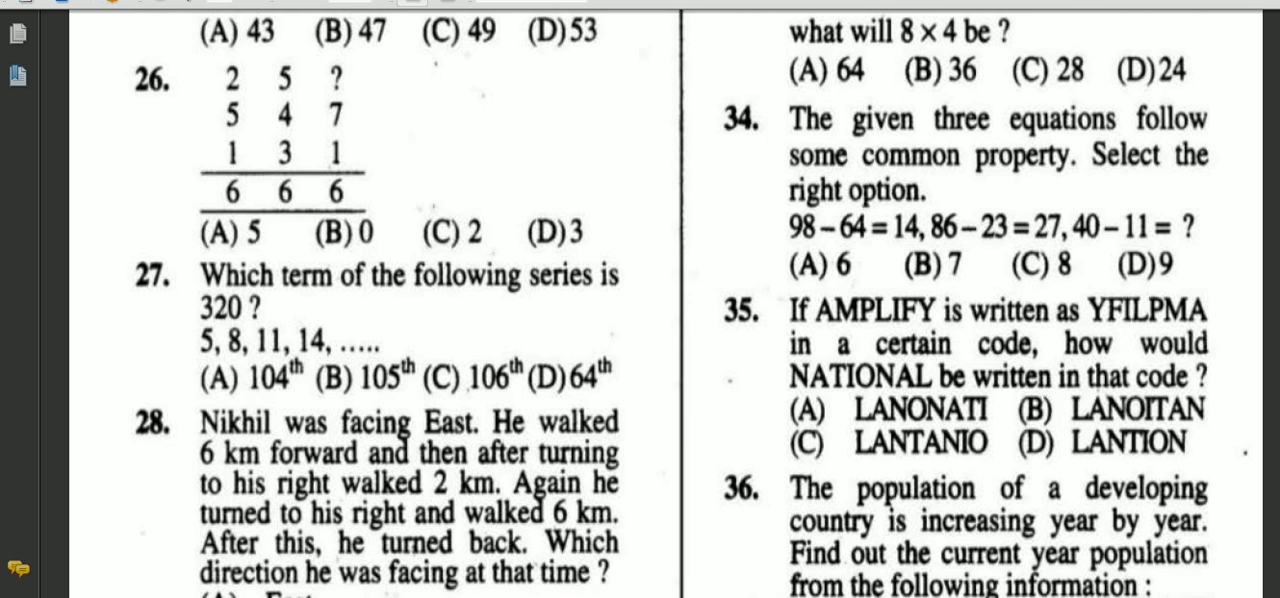 (A) 43 (B) 47 (C) 49 (D) 53
26. 2 5 ?
5 4 7
1 3 1
6 6 6
(A) 5 (B) 0 (C) 2 (D) 3
27. Which term of the following series is
320 ?
5, 8, 11, 14, .....
(A) 104th (B) 105th (C) 106th (D) 64th
28. Nikhil was facing East. He walked
6 km forward and then after turning
to his right walked 2 km. Again he
turned to his right and walked 6 km.
After this, he turned back. Which
direction he was facing at that time ?
what will 8 × 4 be ?
(A) 64 (B) 36 (C) 28 (D) 24
34. The given three equations follow
some common property. Select the
right option.
98 – 64 = 14, 86 – 23 = 27, 40 – 11 = ?
(A) 6 (B) 7 (C) 8 (D) 9
35. If AMPLIFY is written as YFILPMA
in a certain code, how would
NATIONAL be written in that code ?
(A) LANONATI (B) LANOITAN
(C) LANTANIO (D) LANTION
36. The population of a developing
country is increasing year by year.
Find out the current year population
from the following information :